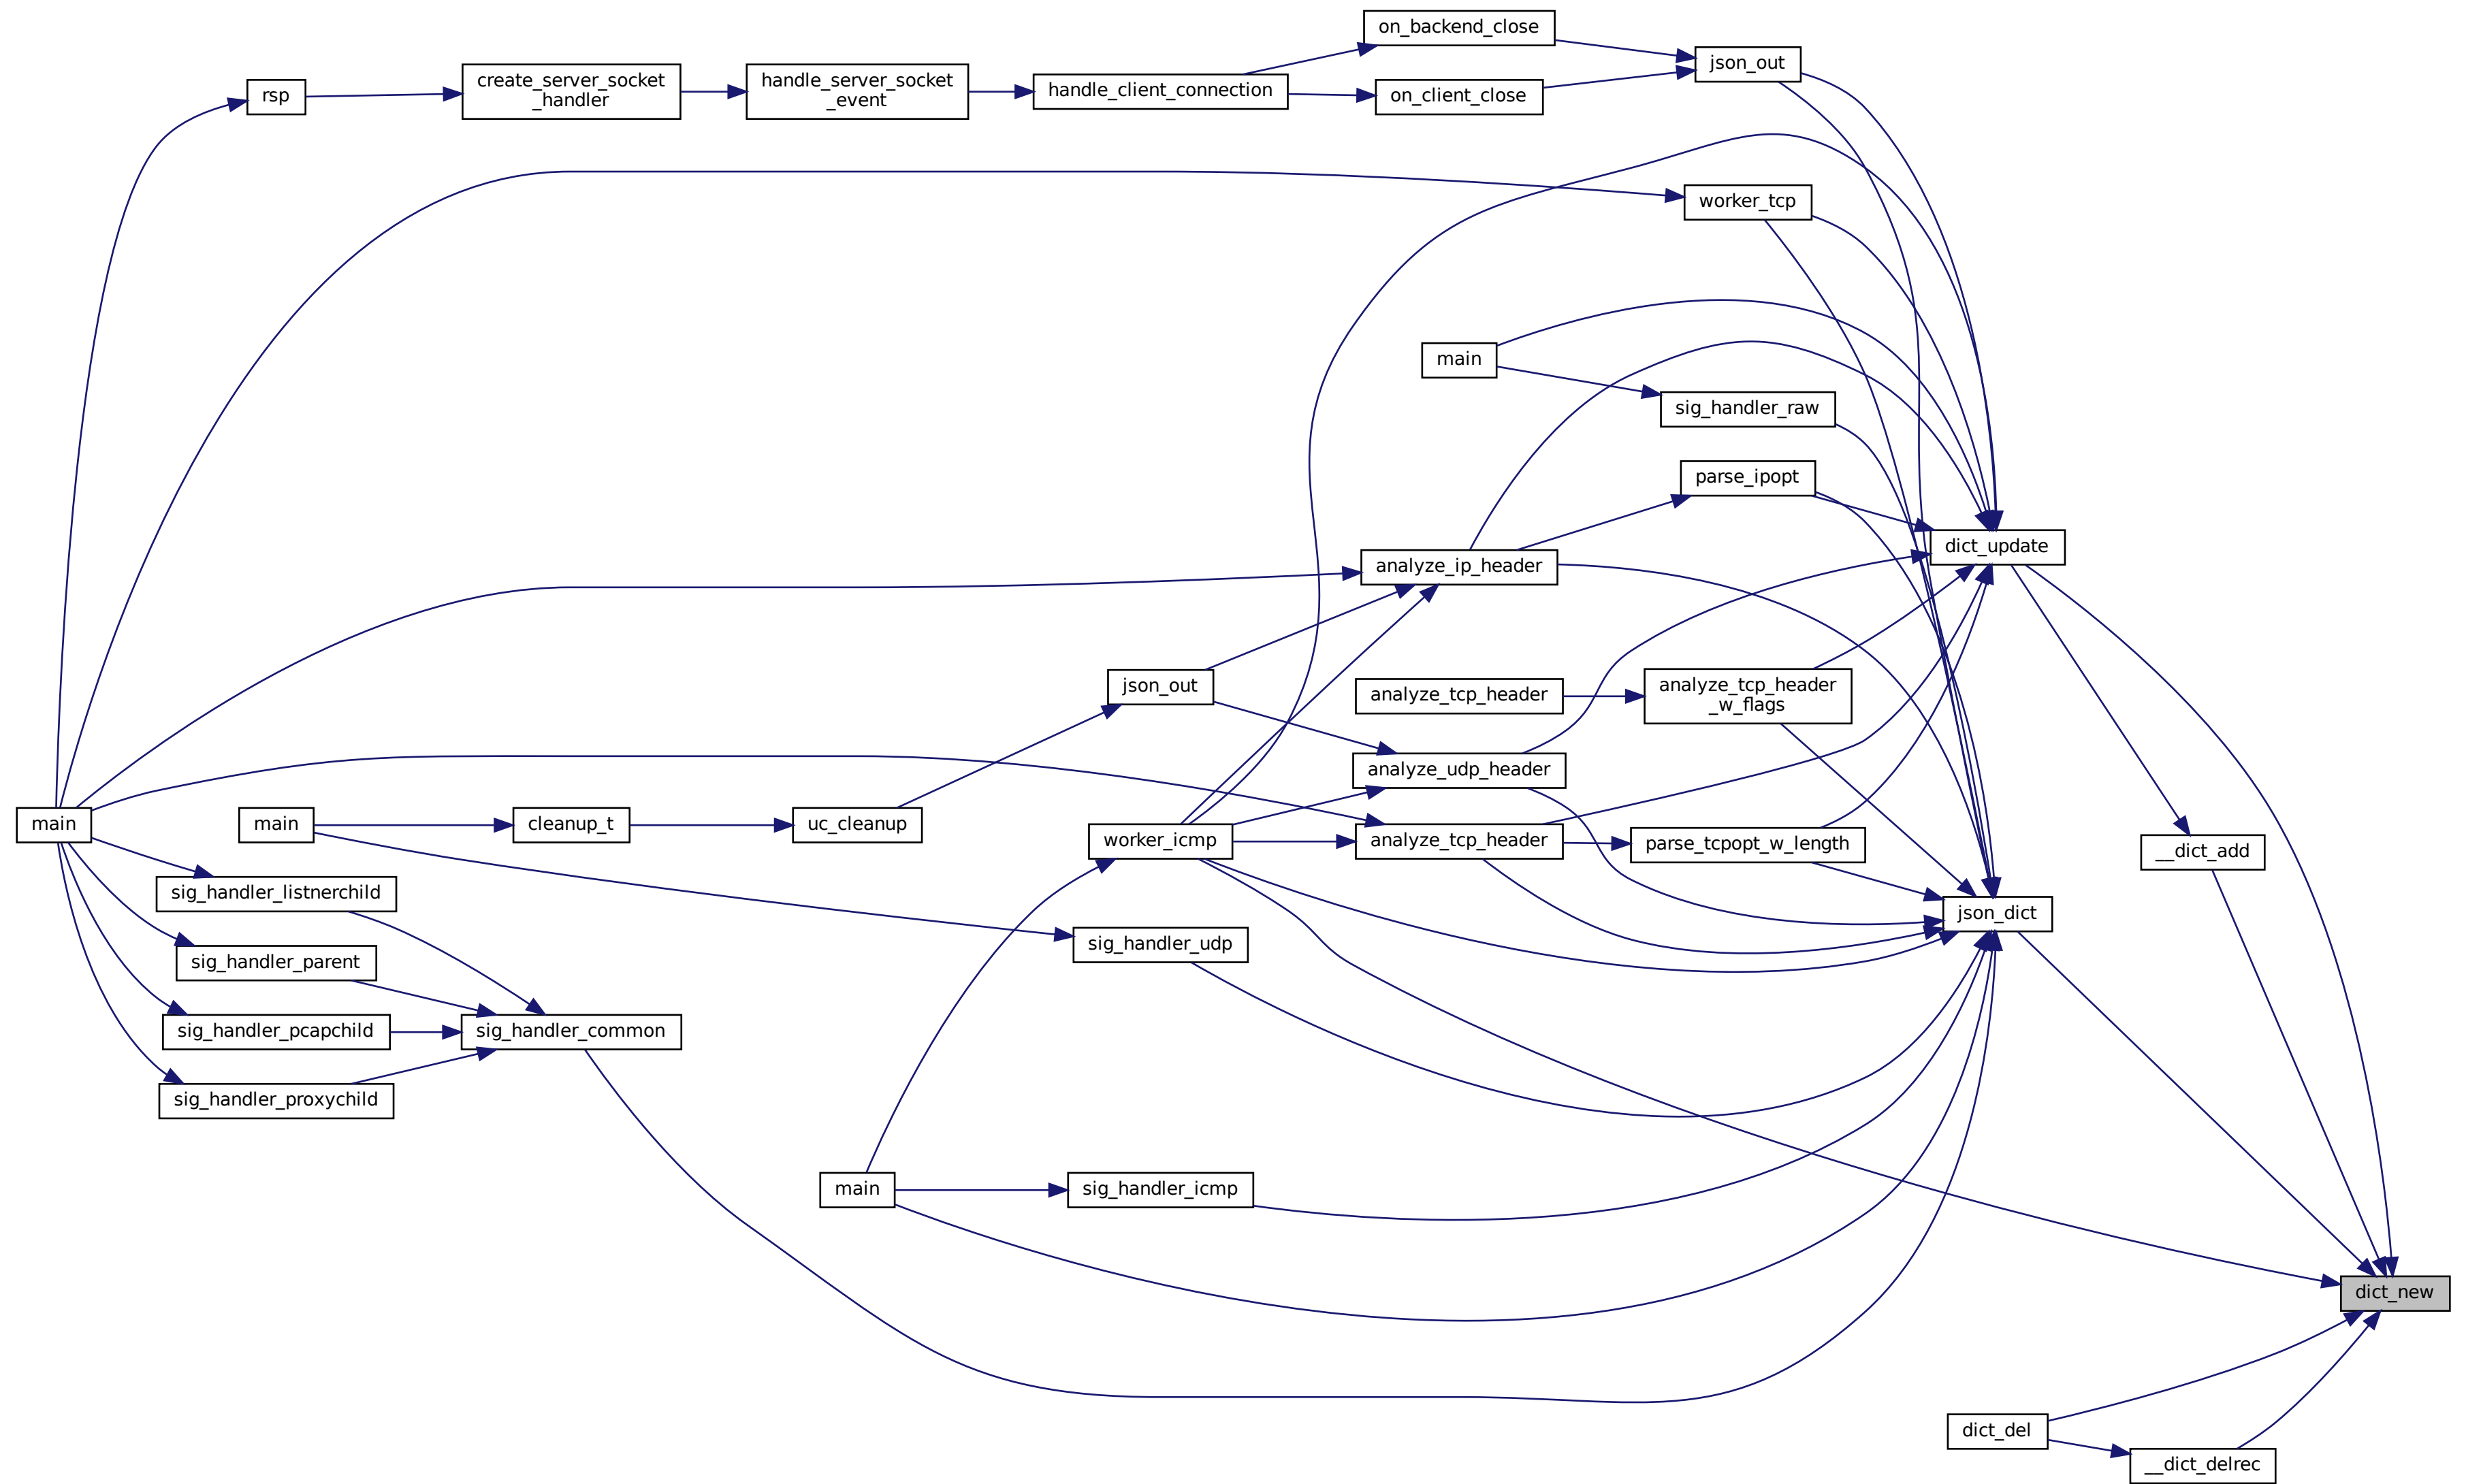 on_backend_close
json_out
create_server_socket
_handler
handle_server_socket
_event
rsp
handle_client_connection
on_client_close
worker_tcp
main
sig_handler_raw
parse_ipopt
dict_update
analyze_ip_header
json_out
analyze_tcp_header
analyze_tcp_header
_w_flags
analyze_udp_header
main
main
cleanup_t
uc_cleanup
worker_icmp
analyze_tcp_header
parse_tcpopt_w_length
__dict_add
sig_handler_listnerchild
json_dict
sig_handler_udp
sig_handler_parent
sig_handler_pcapchild
sig_handler_common
sig_handler_proxychild
main
sig_handler_icmp
dict_new
dict_del
__dict_delrec